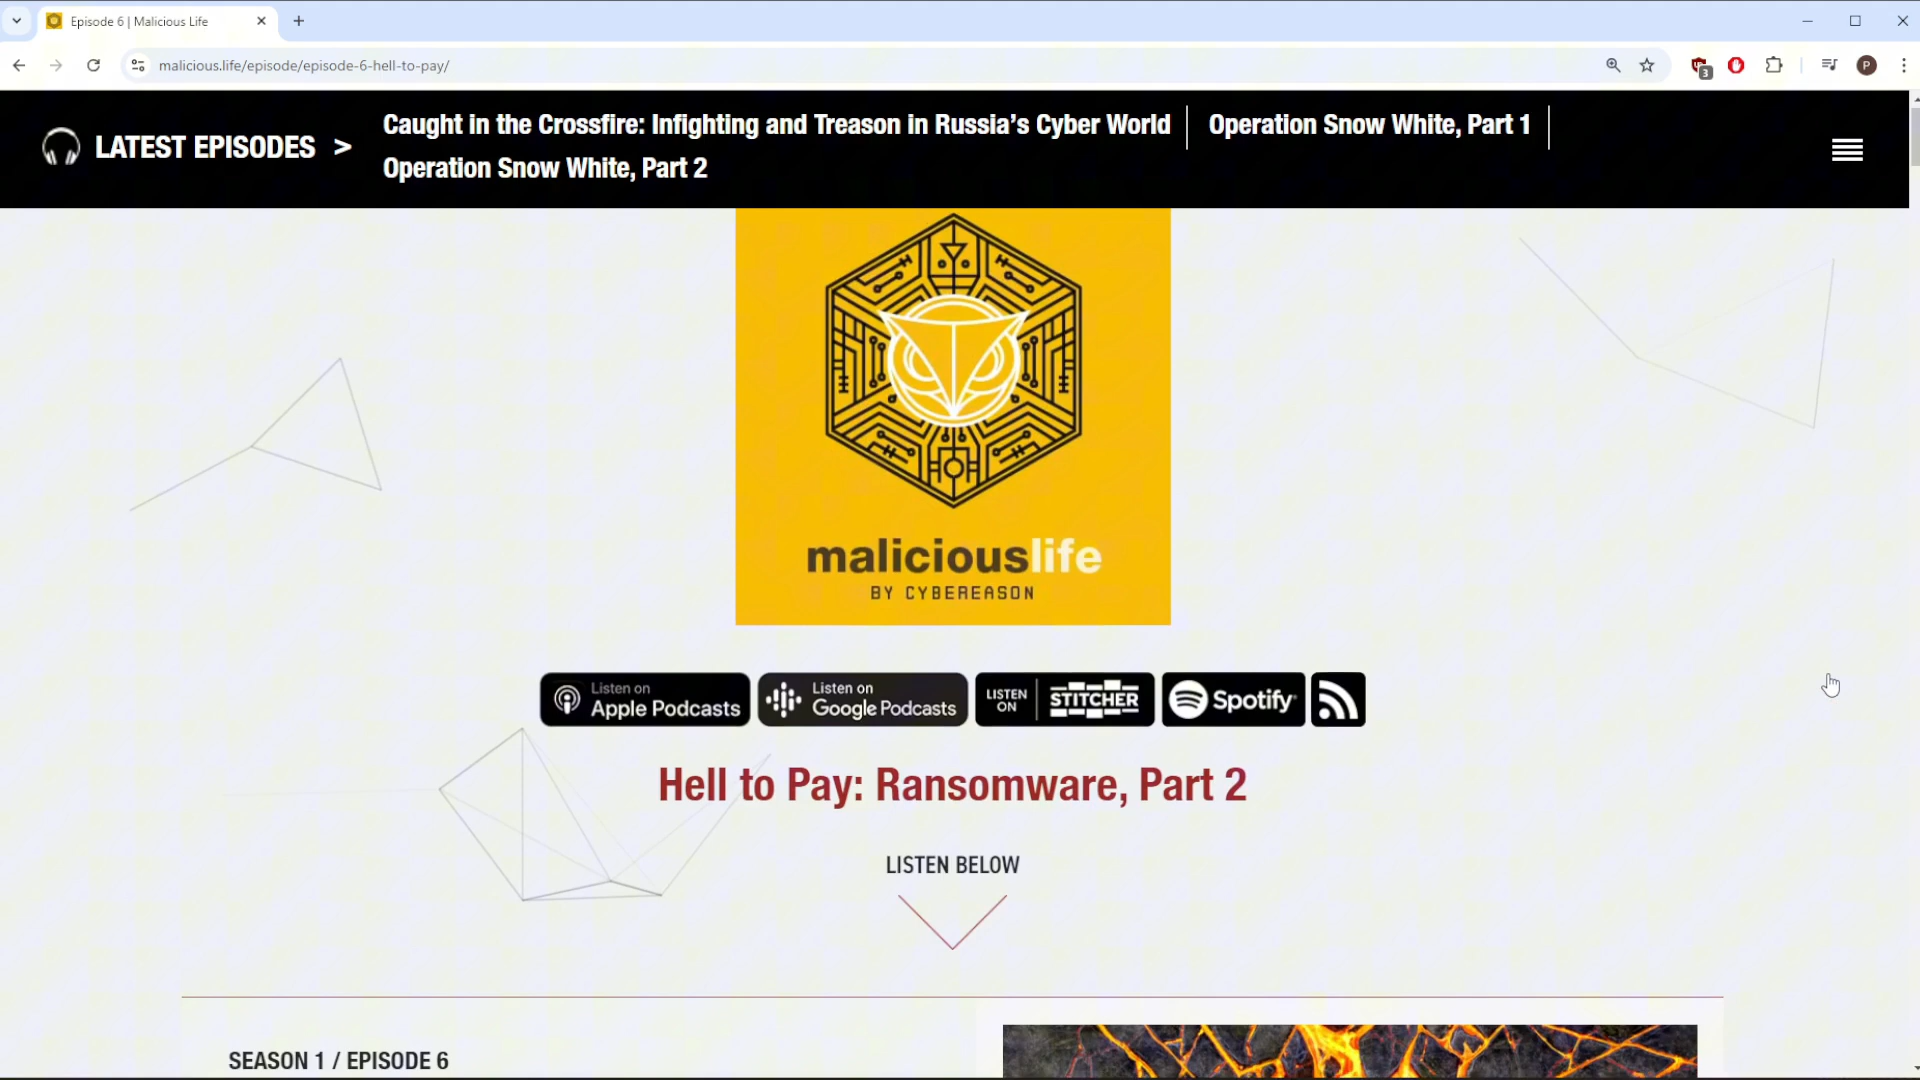 Episode 6 | Malicious Life
malicious.life/episode/episode-6-hell-to-pay/
3
P
LATEST EPISODES >
Caught in the Crossfire: Infighting and Treason in Russia’s Cyber World
Operation Snow White, Part 1
Operation Snow White, Part 2
maliciouslife
BY CYBEREASON
Listen on
Apple Podcasts
Listen on
Google Podcasts
LISTEN
ON
STITCHER
Spotify
Hell to Pay: Ransomware, Part 2
LISTEN BELOW
SEASON 1 / EPISODE 6